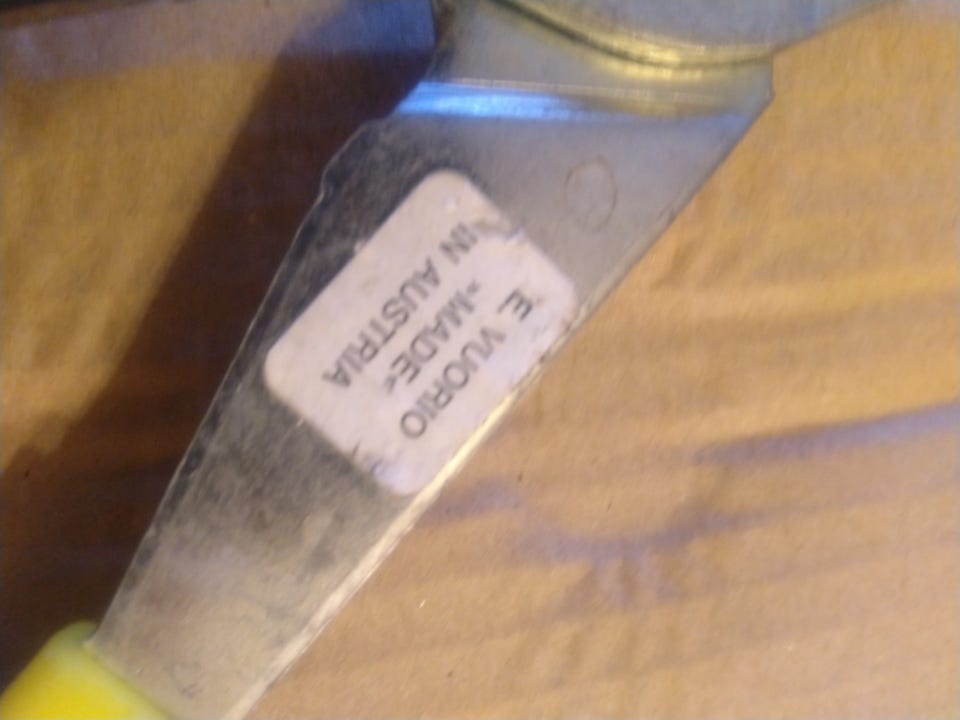 E. VUORIO
»MADE«
IN AUSTRIA